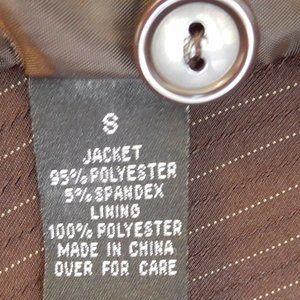 S
JACKET
95% POLYESTER
5% SPANDEX
LINING
100% POLYESTER
MADE IN CHINA
OVER FOR CARE